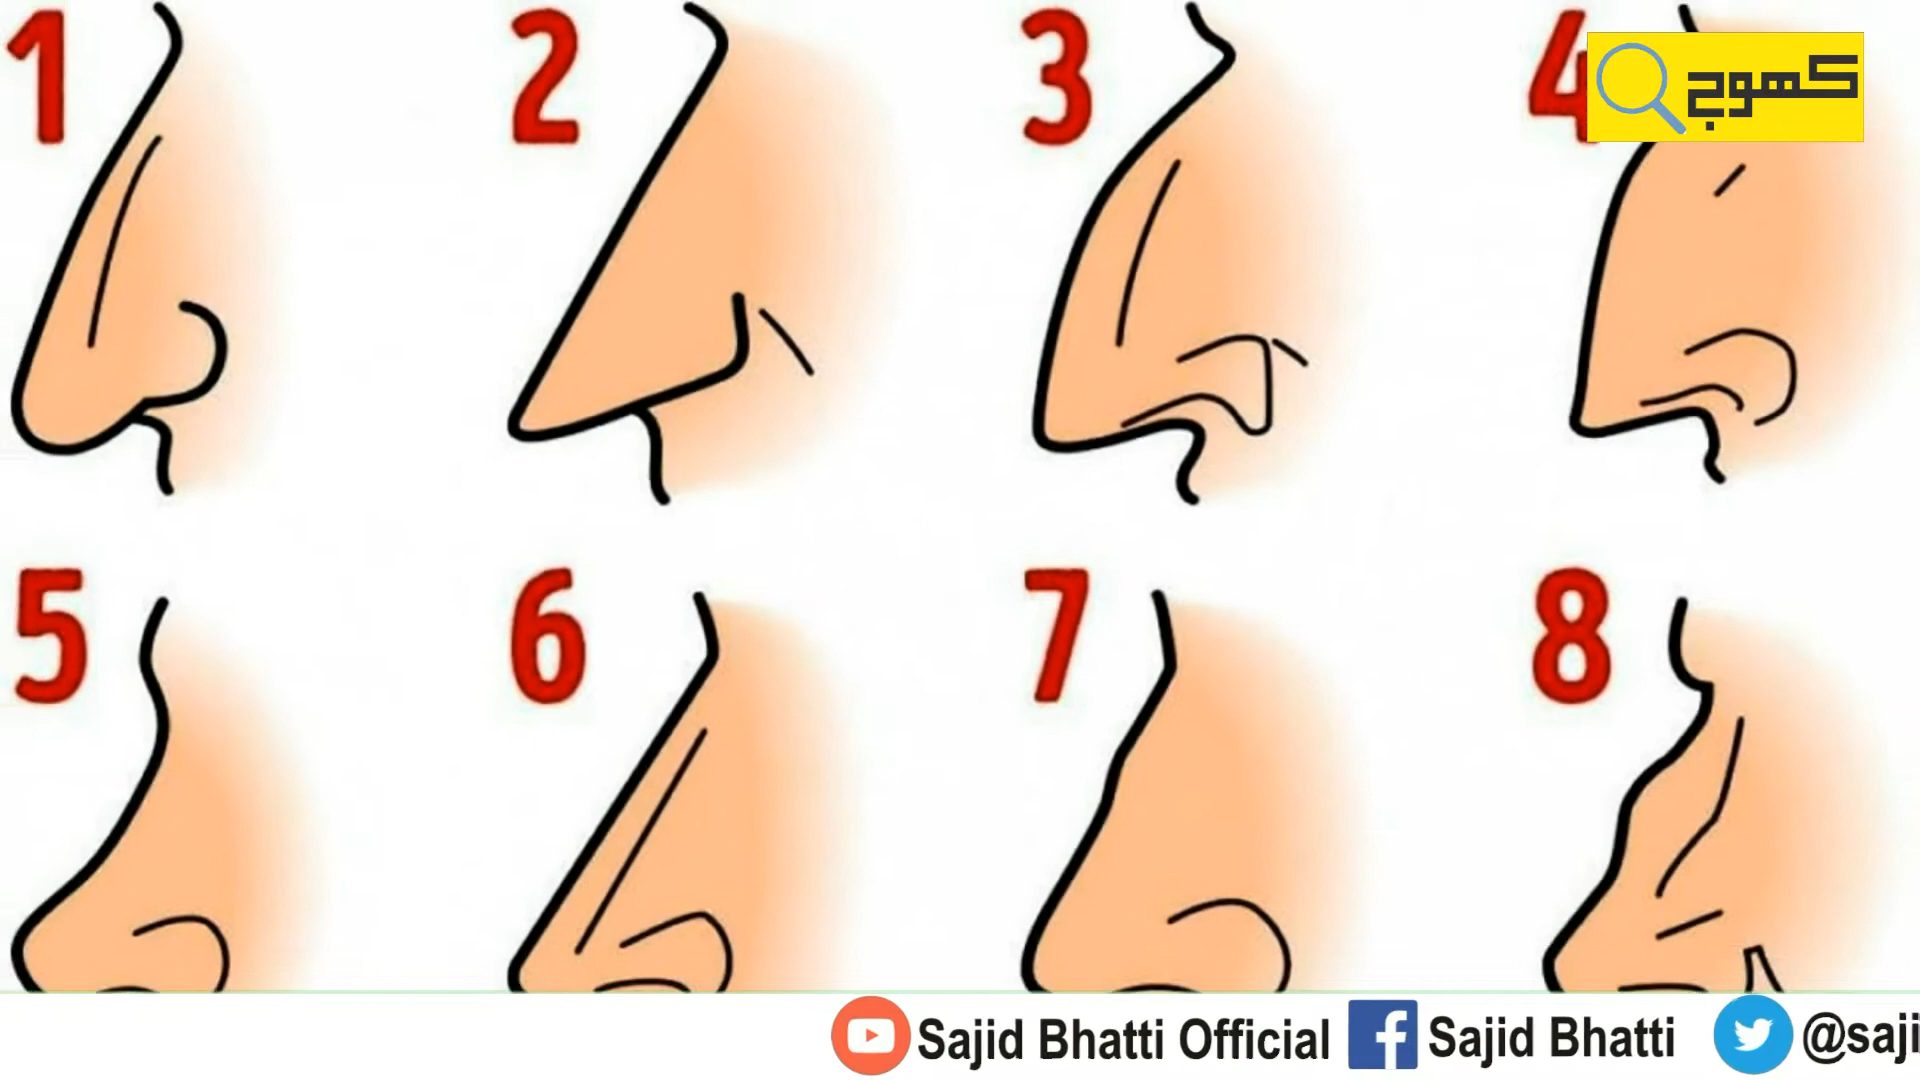 1 2 3 4
کھوج
5 6 7 8
Sajid Bhatti Official Sajid Bhatti @saji